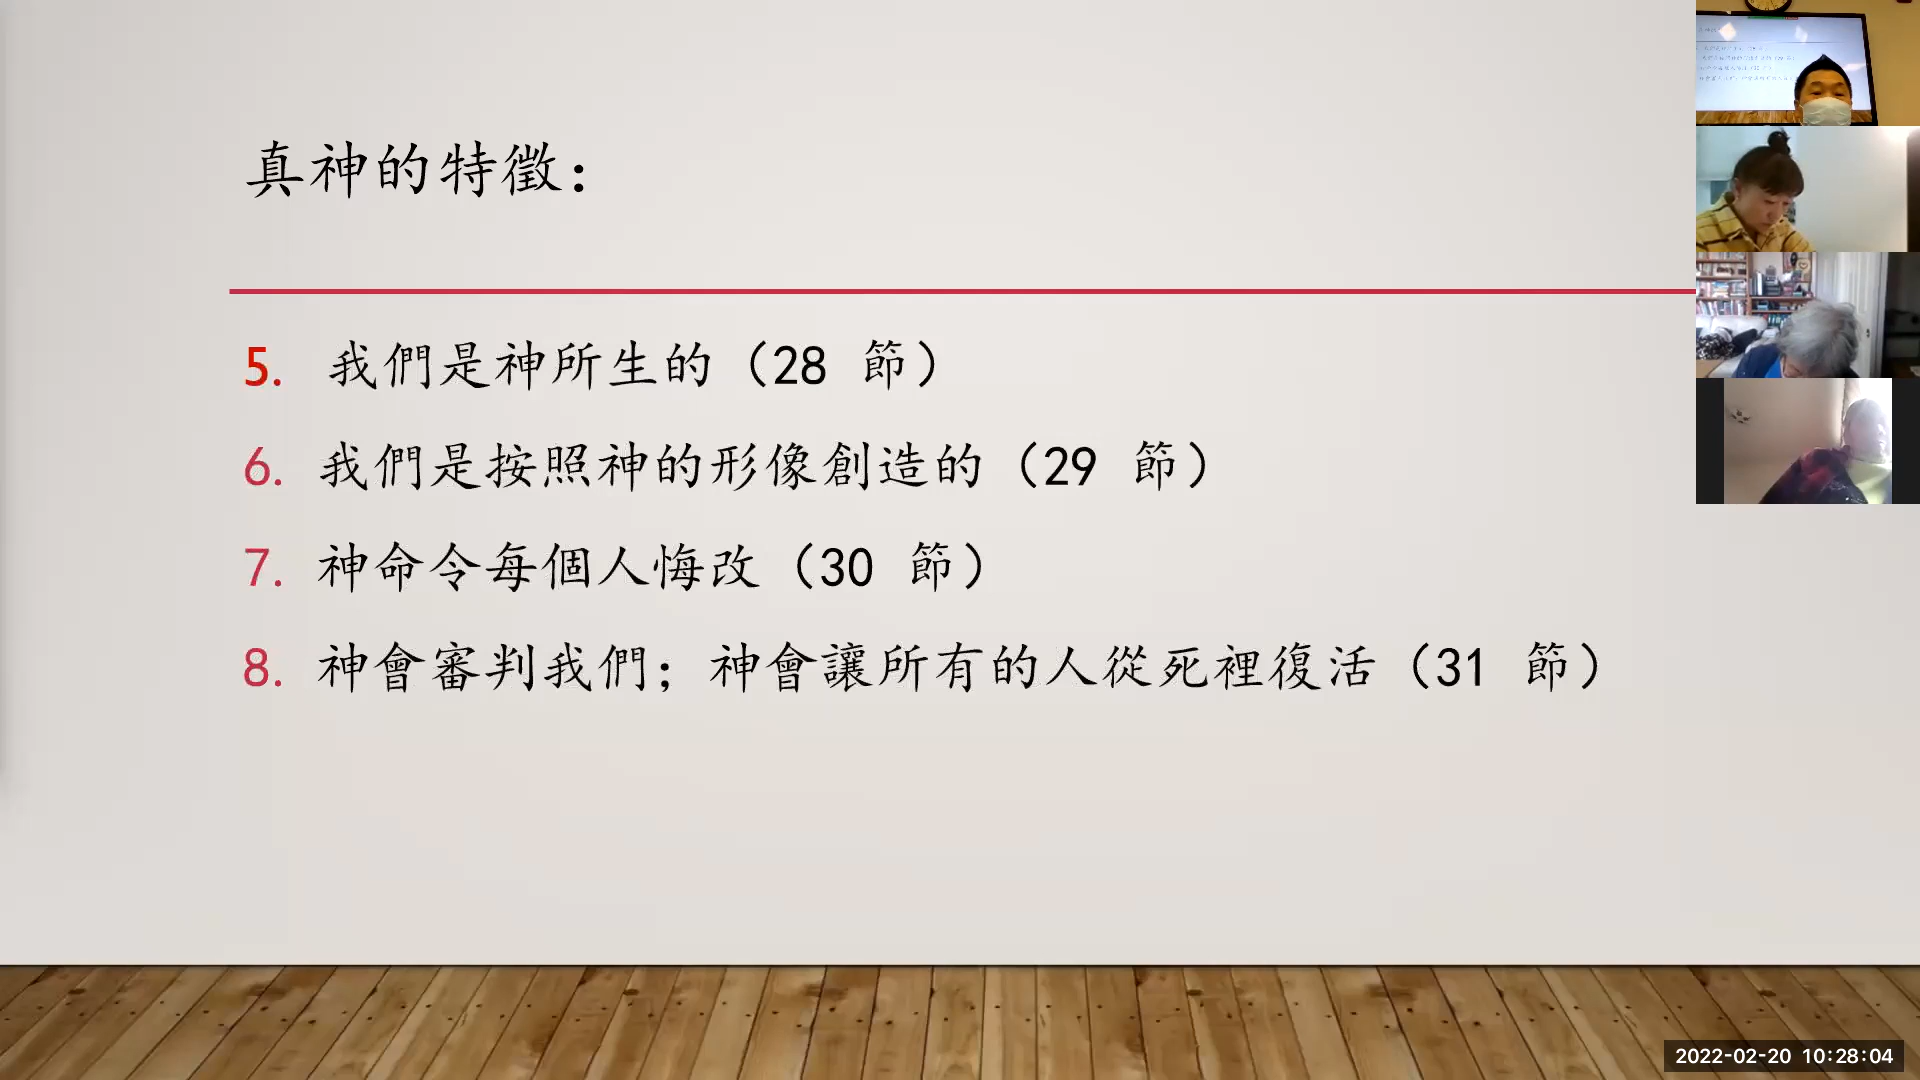 真神的特徵：
5. 我們是神所生的（28 節）
6. 我們是按照神的形像創造的（29 節）
7. 神命令每個人悔改（30 節）
8. 神會審判我們；神會讓所有的人從死裡復活（31 節）
2022-02-20 10:28:04